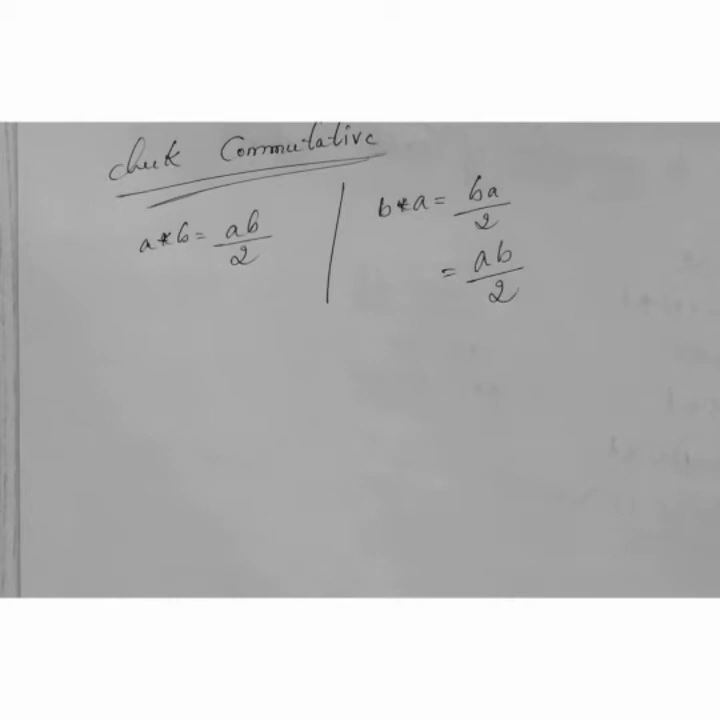 check Commutative
a*b = ab/2
b*a = ba/2
= ab/2